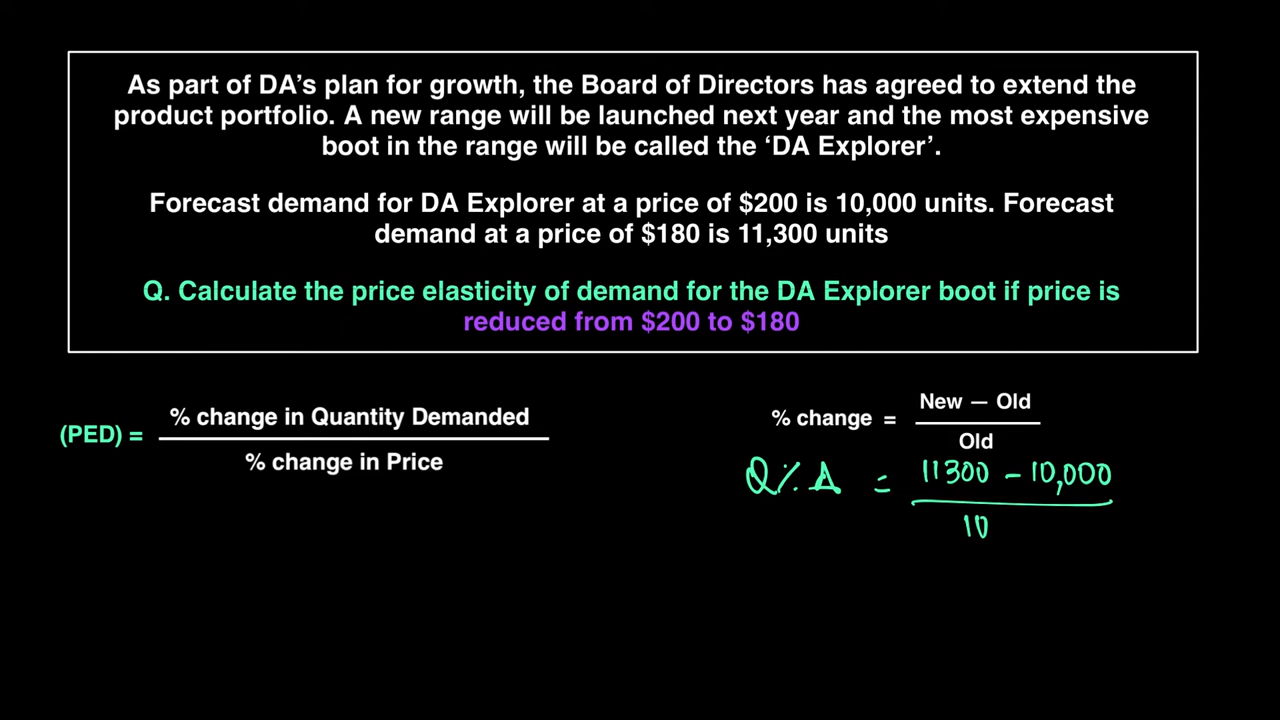 As part of DA’s plan for growth, the Board of Directors has agreed to extend the
product portfolio. A new range will be launched next year and the most expensive
boot in the range will be called the ‘DA Explorer’.
Forecast demand for DA Explorer at a price of $200 is 10,000 units. Forecast
demand at a price of $180 is 11,300 units
Q. Calculate the price elasticity of demand for the DA Explorer boot if price is
reduced from $200 to $180
(PED) =
% change in Quantity Demanded
% change in Price
% change =
New — Old
Old
Q % Δ =
11300 - 10,000
10